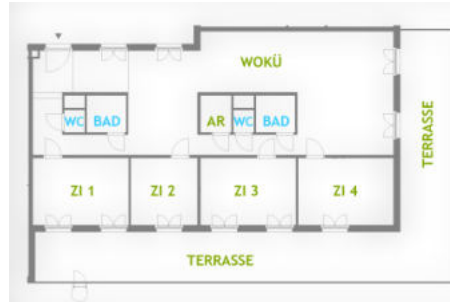 WOKÜ
WC
BAD
AR
WC
BAD
TERRASSE
ZI 1
ZI 2
ZI 3
ZI 4
TERRASSE